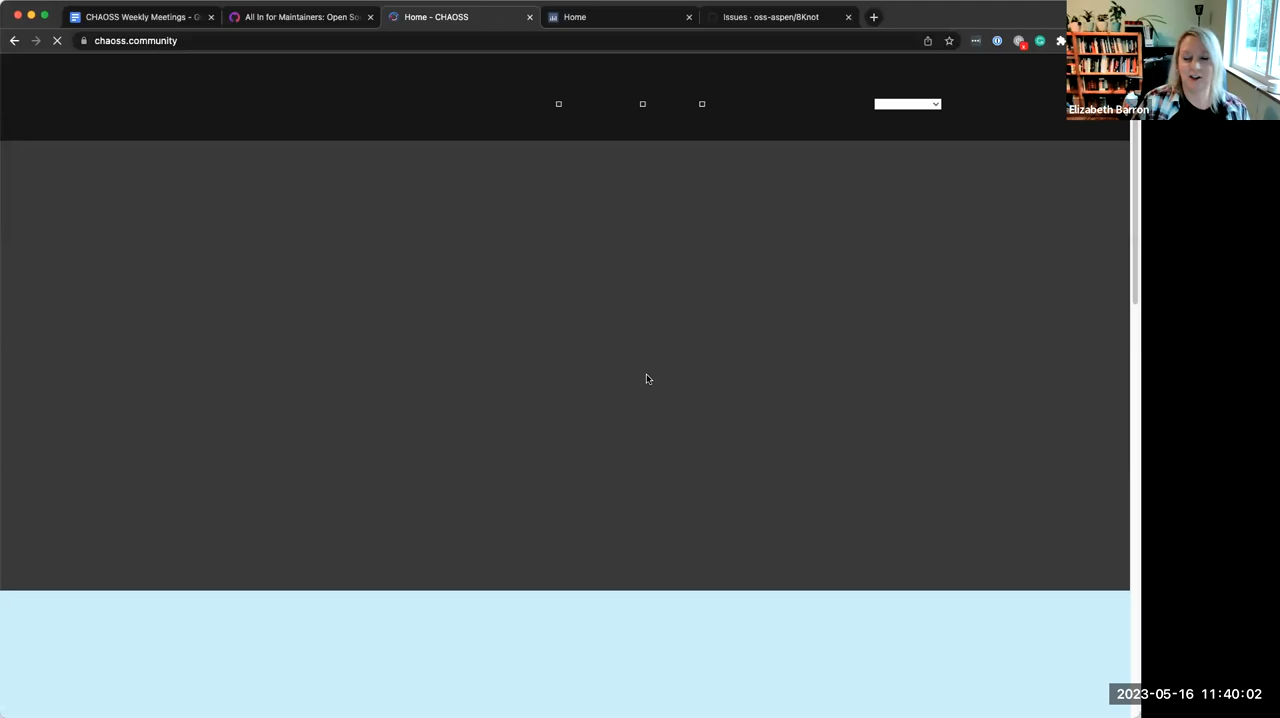 CHAOSS Weekly Meetings - G
All In for Maintainers: Open So
Home - CHAOSS
Home
Issues · oss-aspen/8Knot
chaoss.community
Elizabeth Barron
2023-05-16 11:40:02